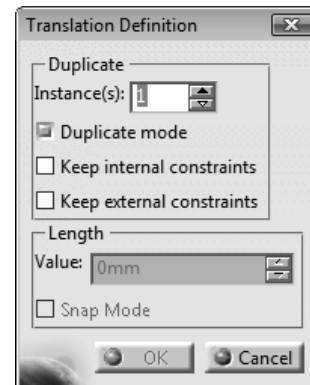 Translation Definition
Duplicate
Instance(s): 1
Duplicate mode
Keep internal constraints
Keep external constraints
Length
Value: 0mm
Snap Mode
OK Cancel